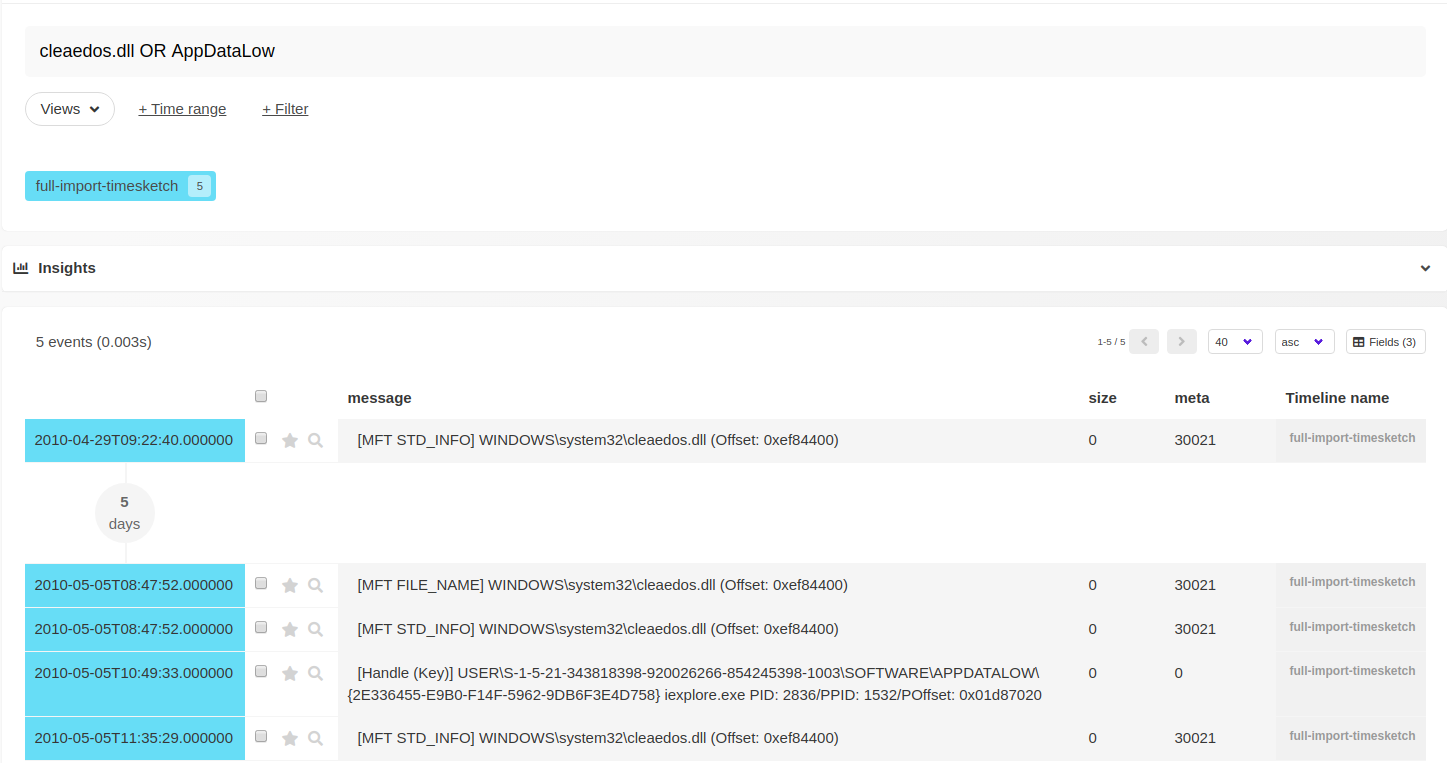 cleaedos.dll OR AppDataLow
Views + Time range + Filter
full-import-timesketch 5
Insights
5 events (0.003s) 1-5 / 5 40 asc Fields (3)
message size meta Timeline name
2010-04-29T09:22:40.000000 [MFT STD_INFO] WINDOWS\system32\cleaedos.dll (Offset: 0xef84400) 0 30021 full-import-timesketch
5
days
2010-05-05T08:47:52.000000 [MFT FILE_NAME] WINDOWS\system32\cleaedos.dll (Offset: 0xef84400) 0 30021 full-import-timesketch
2010-05-05T08:47:52.000000 [MFT STD_INFO] WINDOWS\system32\cleaedos.dll (Offset: 0xef84400) 0 30021 full-import-timesketch
2010-05-05T10:49:33.000000 [Handle (Key)] USER\S-1-5-21-343818398-920026266-854245398-1003\SOFTWARE\APPDATALOW\ 0 0 full-import-timesketch
{2E336455-E9B0-F14F-5962-9DB6F3E4D758} iexplore.exe PID: 2836/PPID: 1532/POffset: 0x01d87020
2010-05-05T11:35:29.000000 [MFT STD_INFO] WINDOWS\system32\cleaedos.dll (Offset: 0xef84400) 0 30021 full-import-timesketch